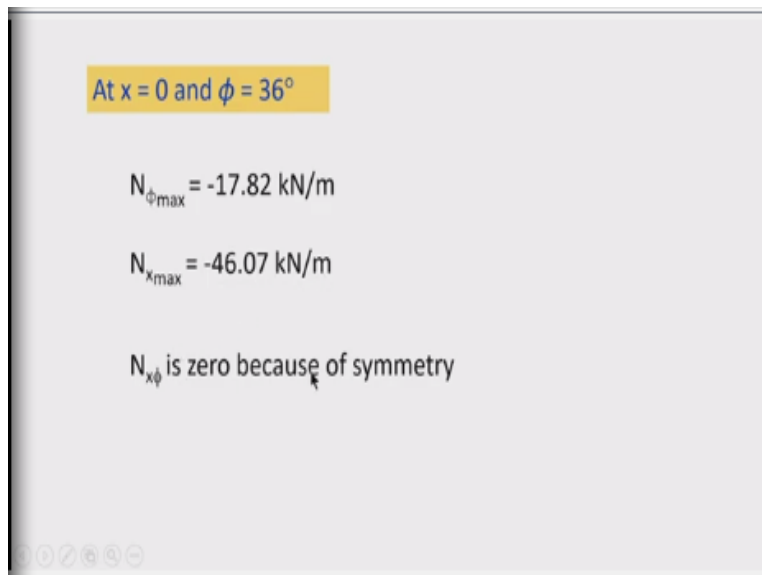 At x = 0 and ϕ = 36°
Nϕmax = -17.82 kN/m
Nxmax = -46.07 kN/m
Nxϕ is zero because of symmetry